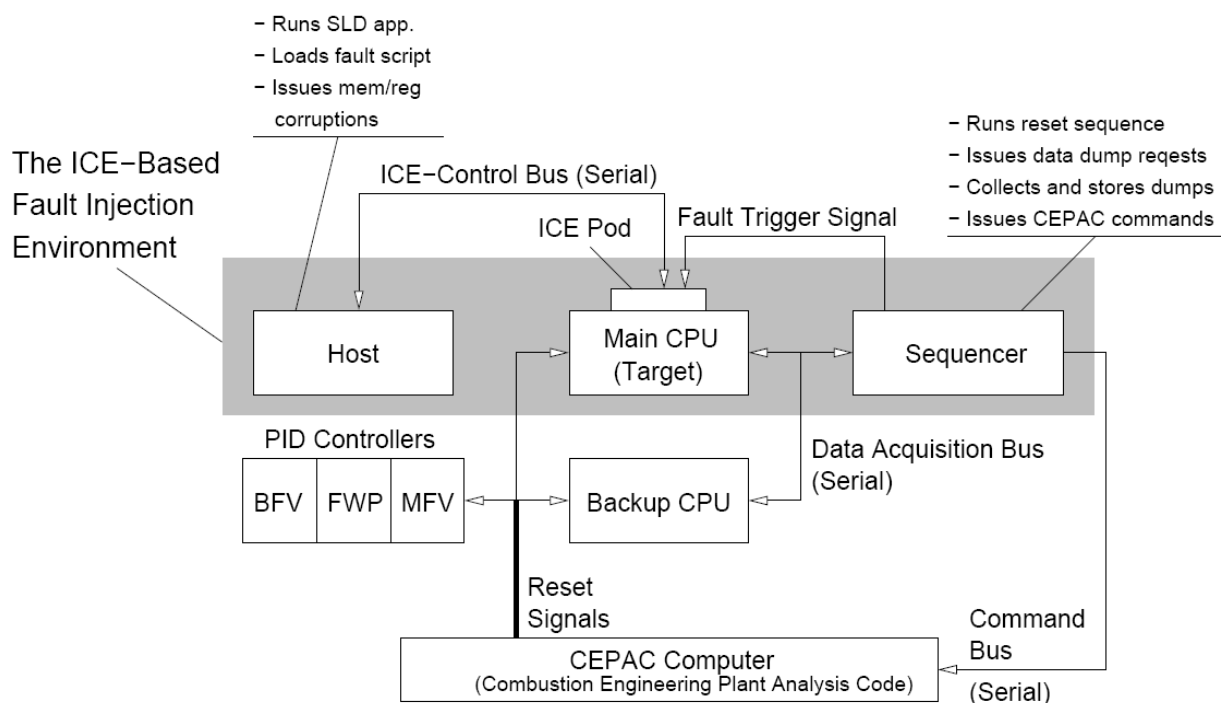 − Runs SLD app.
− Loads fault script
− Issues mem/reg
corruptions
− Runs reset sequence
− Issues data dump reqests
− Collects and stores dumps
− Issues CEPAC commands
The ICE−Based
Fault Injection
Environment
ICE−Control Bus (Serial)
ICE Pod
Fault Trigger Signal
Host
Main CPU
(Target)
Sequencer
PID Controllers
BFV
FWP
MFV
Backup CPU
Data Acquisition Bus
(Serial)
Reset
Signals
Command
Bus
(Serial)
CEPAC Computer
(Combustion Engineering Plant Analysis Code)